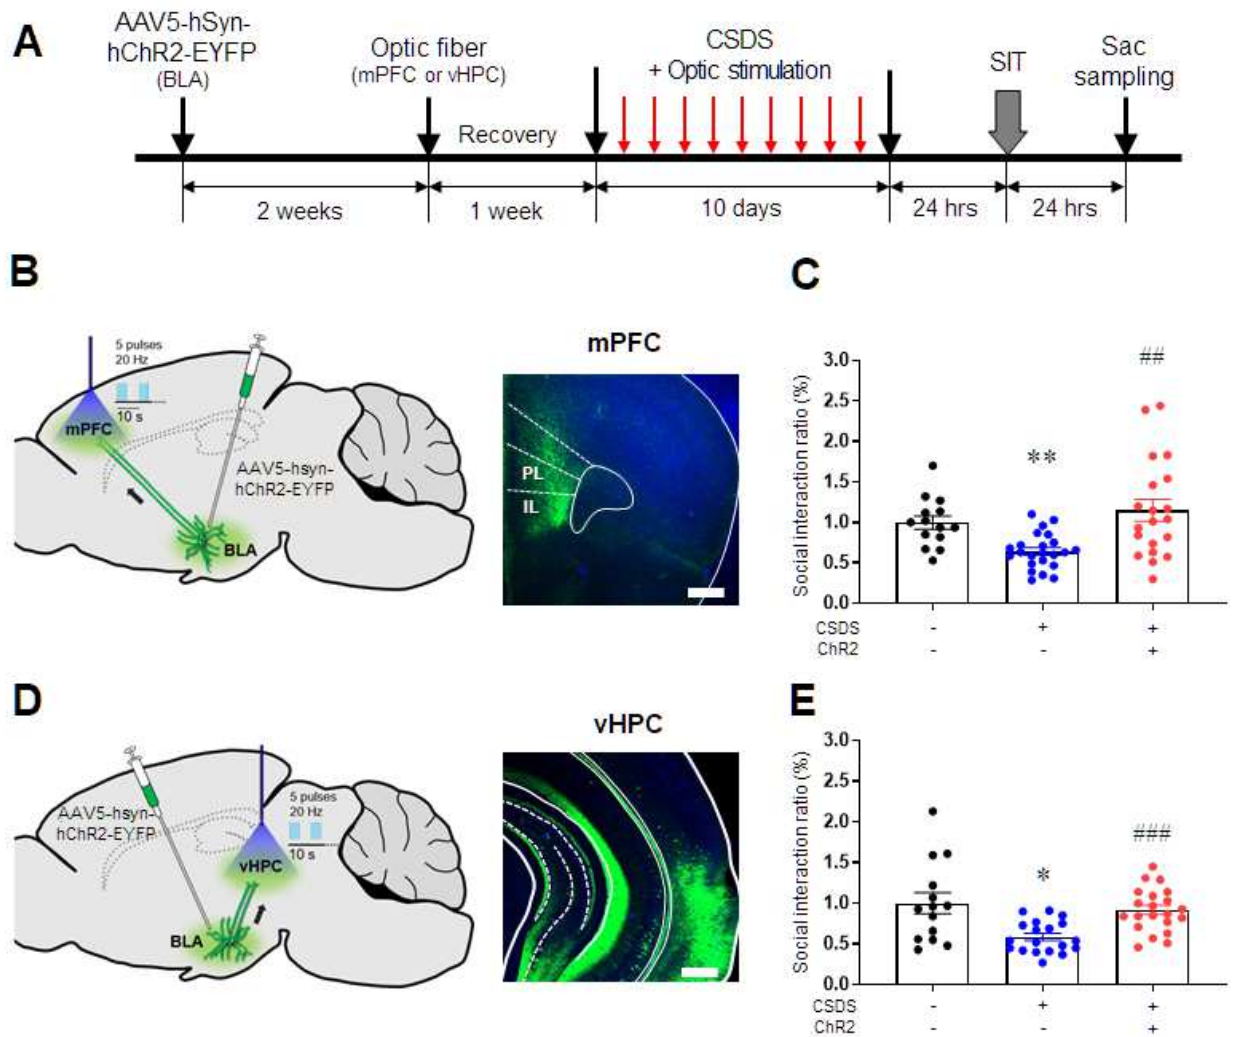 A
AAV5-hSyn-
hChR2-EYFP
(BLA)
Optic fiber
(mPFC or vHPC)
Recovery
CSDS
+ Optic stimulation
SIT
Sac
sampling
2 weeks
1 week
10 days
24 hrs
24 hrs
B
5 pulses
20 Hz
10 s
mPFC
AAV5-hsyn-
hChR2-EYFP
BLA
mPFC
PL
IL
C
Social interaction ratio (%)
3.0
2.5
2.0
1.5
1.0
0.5
0.0
**
##
CSDS - + +
ChR2 - - +
D
AAV5-hsyn-
hChR2-EYFP
5 pulses
20 Hz
10 s
vHPC
BLA
vHPC
E
Social interaction ratio (%)
3.0
2.5
2.0
1.5
1.0
0.5
0.0
*
###
CSDS - + +
ChR2 - - +